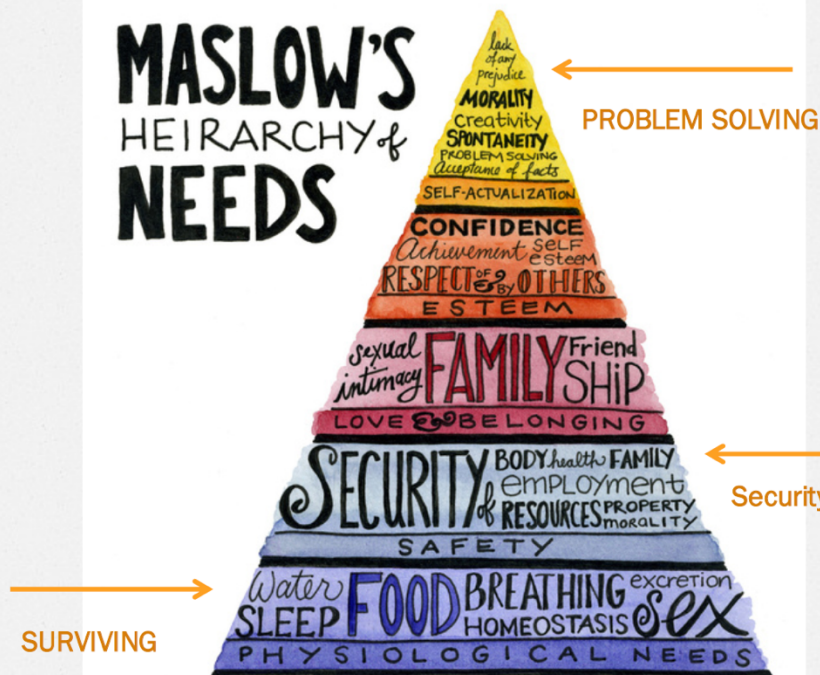 MASLOW'S
HEIRARCHY of
NEEDS
lack
of any
prejudice
MORALITY
Creativity
SPONTANEITY
PROBLEM SOLVING
Acceptance of facts
SELF-ACTUALIZATION
PROBLEM SOLVING
CONFIDENCE
Achievement SELF esteem
RESPECT OF & BY OTHERS
ESTEEM
sexual intimacy FAMILY Friend SHiP
LOVE & BELONGING
SECURITY of BODY health FAMILY
employment
RESOURCES PROPERTY morality
SAFETY
Security
Water FOOD BREATHING excretion
SLEEP HOMEOSTASIS sex
PHYSIOLOGICAL NEEDS
SURVIVING